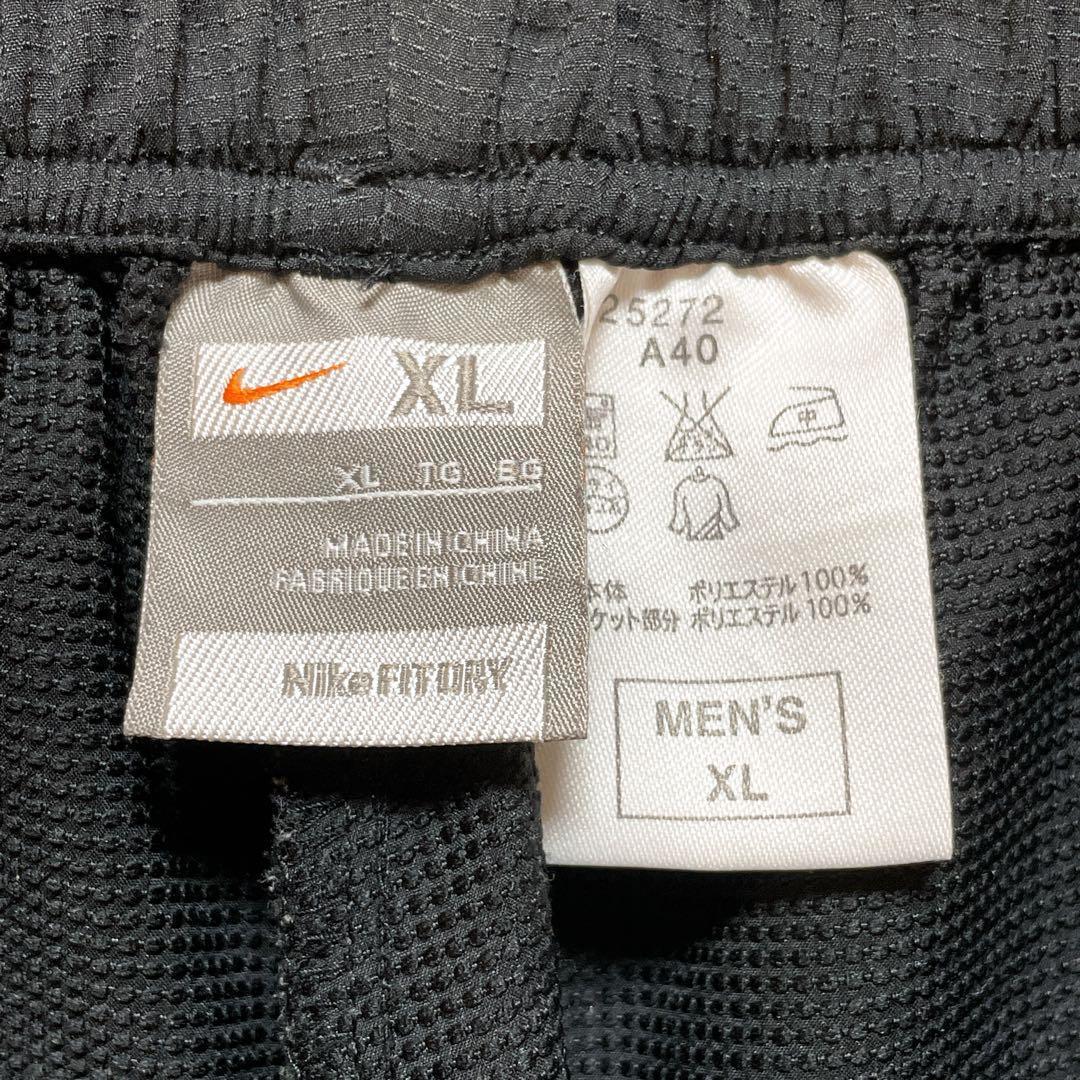 XL
XL TG EG
MADE IN CHINA
FABRIQUE EN CHINE
Nike FIT DRY
25272
A40
中
本体 ポリエステル100%
ケット部分 ポリエステル100%
MEN'S
XL